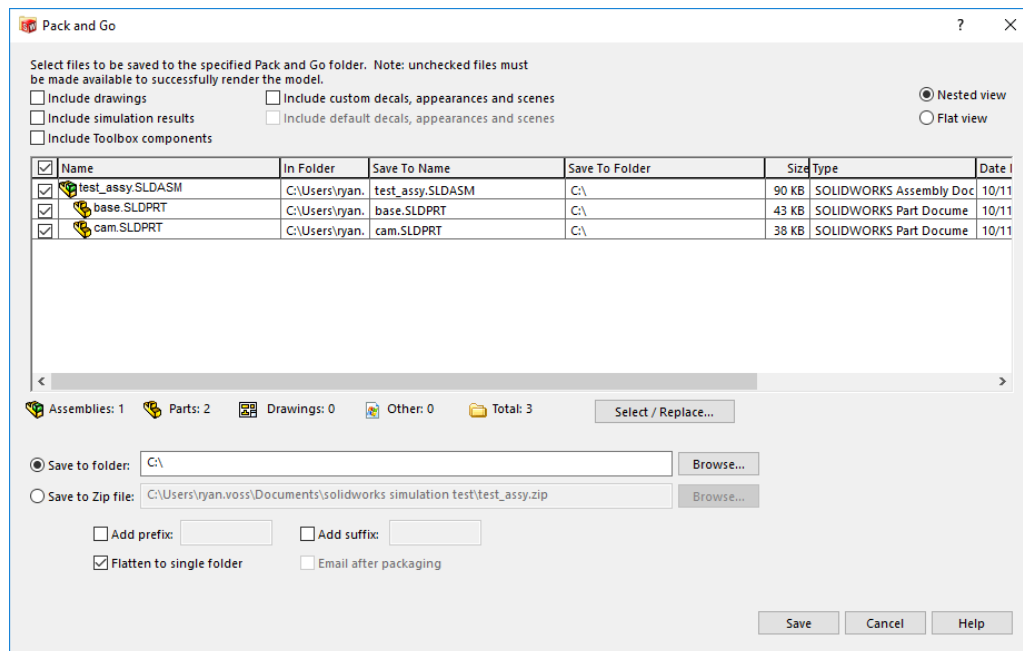 Pack and Go
?
Select files to be saved to the specified Pack and Go folder. Note: unchecked files must
be made available to successfully render the model.
Include drawings Include custom decals, appearances and scenes Nested view
Include simulation results Include default decals, appearances and scenes Flat view
Include Toolbox components
Name In Folder Save To Name Save To Folder Size Type Date
test_assy.SLDASM C:\Users\ryan. test_assy.SLDASM C:\ 90 KB SOLIDWORKS Assembly Doc 10/11
base.SLDPRT C:\Users\ryan. base.SLDPRT C:\ 43 KB SOLIDWORKS Part Docume 10/11
cam.SLDPRT C:\Users\ryan. cam.SLDPRT C:\ 38 KB SOLIDWORKS Part Docume 10/11
Assemblies: 1 Parts: 2 Drawings: 0 Other: 0 Total: 3 Select / Replace...
Save to folder: C:\ Browse...
Save to Zip file: C:\Users\ryan.voss\Documents\solidworks simulation test\test_assy.zip Browse...
Add prefix: Add suffix:
Flatten to single folder Email after packaging
Save Cancel Help